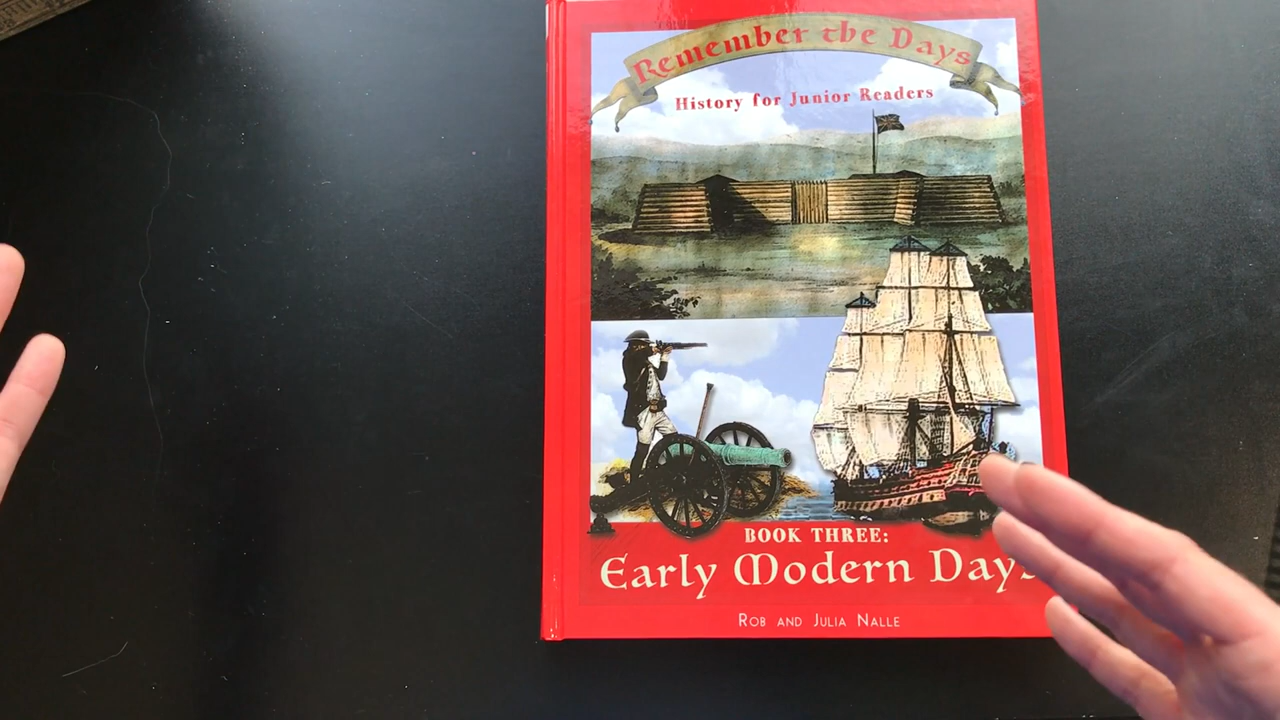 Remember the Days
History for Junior Readers
BOOK THREE:
Early Modern Days
ROB AND JULIA NALLE